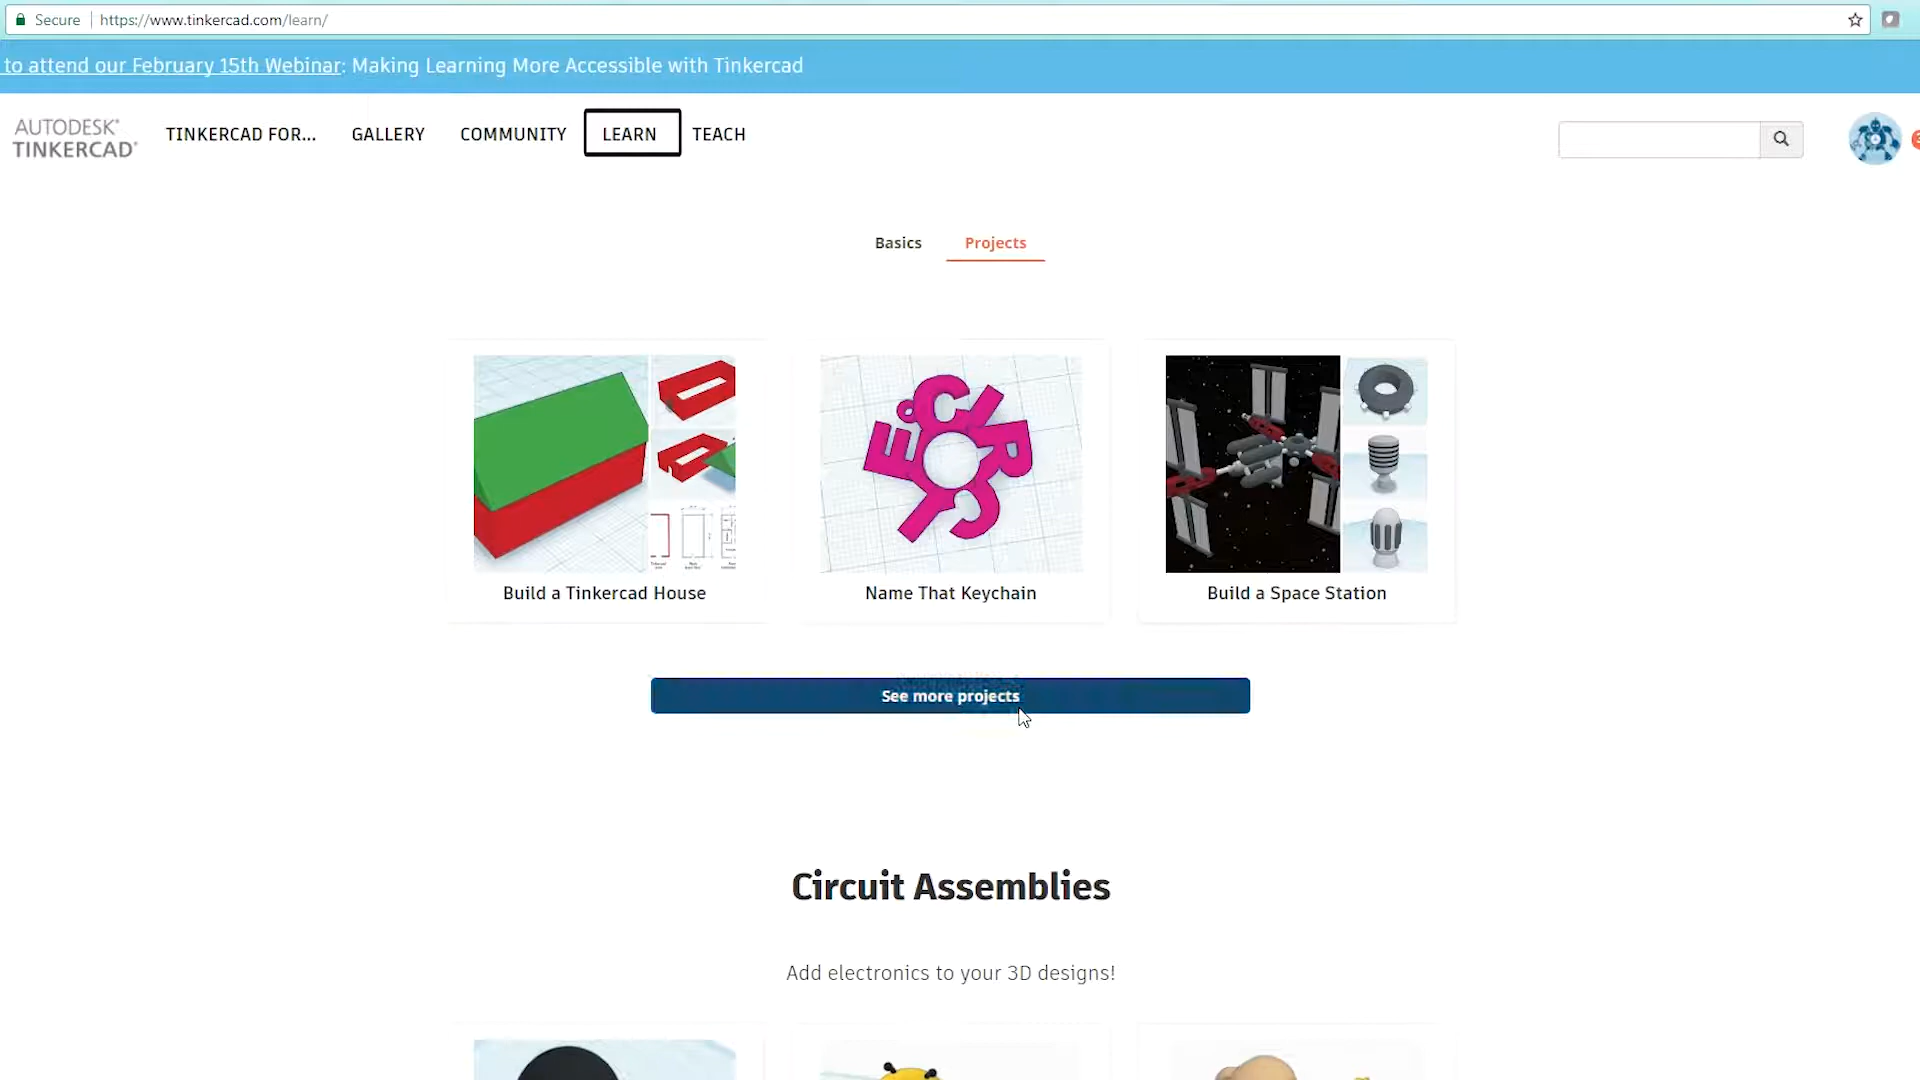 Secure | https://www.tinkercad.com/learn/
to attend our February 15th Webinar: Making Learning More Accessible with Tinkercad
AUTODESK®
TINKERCAD®
TINKERCAD FOR...
GALLERY
COMMUNITY
LEARN
TEACH
Basics
Projects
CIRCLE
Build a Tinkercad House
Name That Keychain
Build a Space Station
See more projects
Circuit Assemblies
Add electronics to your 3D designs!